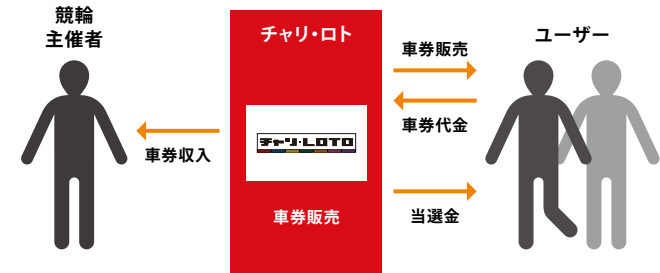 競輪
主催者
チャリ・ロト
ユーザー
車券販売
車券代金
チャリ・LOTO
車券収入
車券販売
当選金